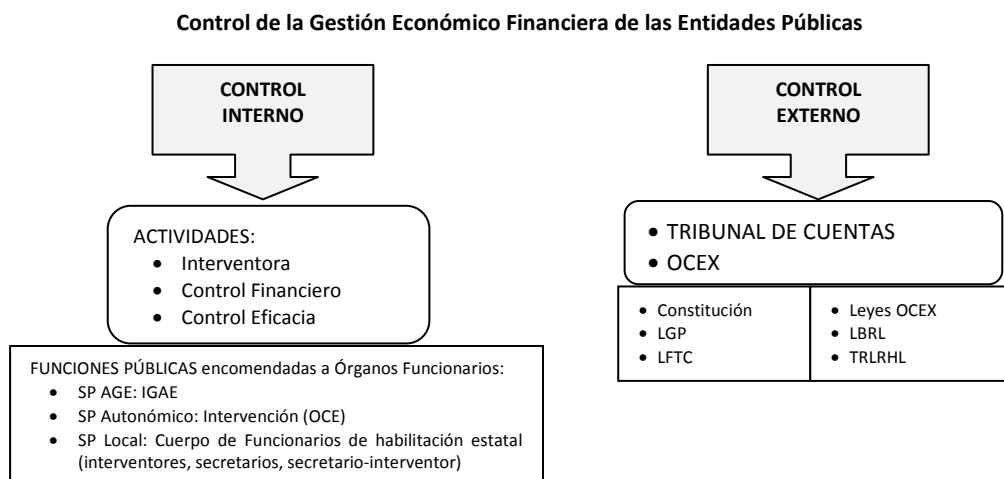 Control de la Gestión Económico Financiera de las Entidades Públicas
CONTROL
INTERNO
ACTIVIDADES:
• Interventora
• Control Financiero
• Control Eficacia
FUNCIONES PÚBLICAS encomendadas a Órganos Funcionarios:
• SP AGE: IGAE
• SP Autonómico: Intervención (OCE)
• SP Local: Cuerpo de Funcionarios de habilitación estatal
(interventores, secretarios, secretario-interventor)
CONTROL
EXTERNO
• TRIBUNAL DE CUENTAS
• OCEX
• Constitución
• LGP
• LFTC
• Leyes OCEX
• LBRL
• TRLRHL